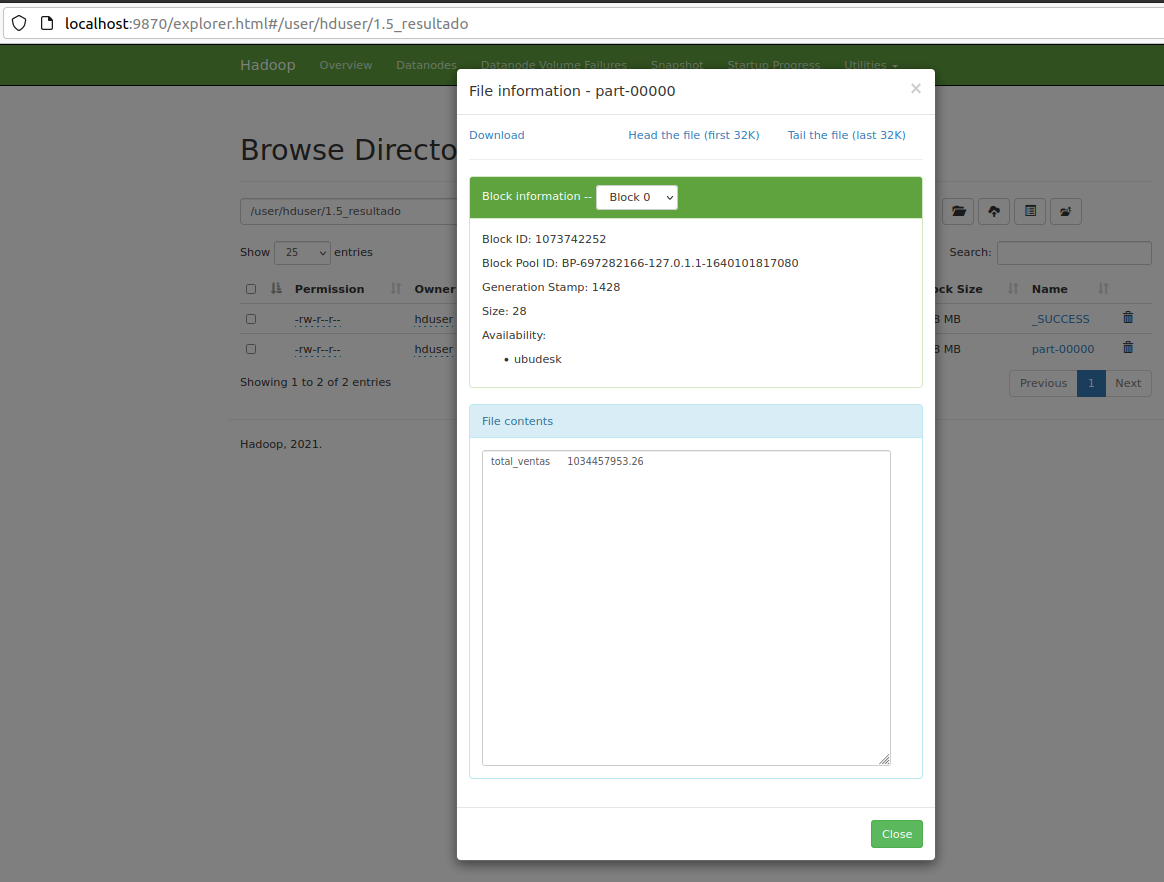 localhost:9870/explorer.html#/user/hduser/1.5_resultado
Hadoop Overview Datanodes Datanode Volume Failures Snapshot Startup Progress Utilities
File information - part-00000 ×
Download Head the file (first 32K) Tail the file (last 32K)
Browse Directo
Block information -- Block 0
/user/hduser/1.5_resultado
Block ID: 1073742252
Show 25 entries
Search:
Block Pool ID: BP-697282166-127.0.1.1-1640101817080
Permission Owner
Generation Stamp: 1428
ock Size Name
Size: 28
-rw-r--r-- hduser
MB _SUCCESS
Availability:
-rw-r--r-- hduser
• ubudesk
MB part-00000
Showing 1 to 2 of 2 entries
Previous 1 Next
File contents
Hadoop, 2021.
total_ventas 1034457953.26
Close